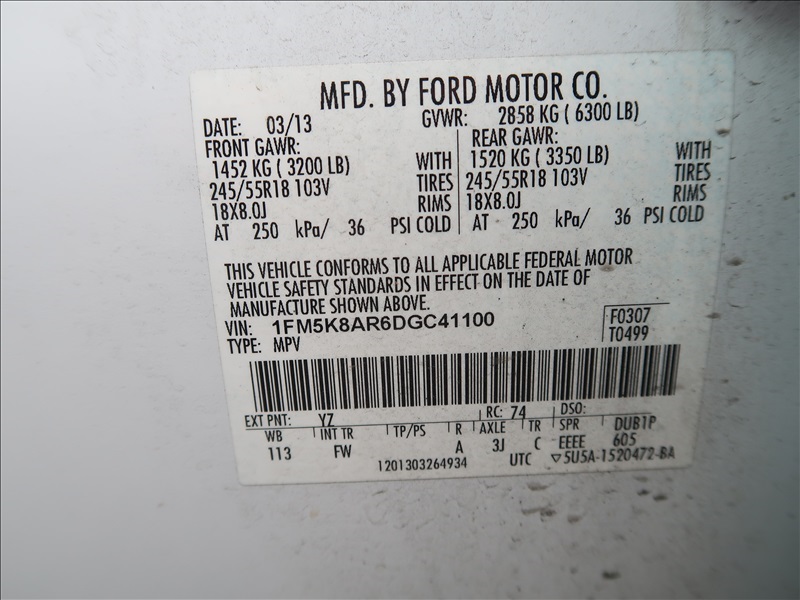 MFD. BY FORD MOTOR CO.
DATE: 03/13 GVWR: 2858 KG ( 6300 LB)
FRONT GAWR: REAR GAWR:
1452 KG ( 3200 LB) WITH 1520 KG ( 3350 LB) WITH
245/55R18 103V TIRES 245/55R18 103V TIRES
18X8.0J RIMS 18X8.0J RIMS
AT 250 kPa/ 36 PSI COLD AT 250 kPa/ 36 PSI COLD
THIS VEHICLE CONFORMS TO ALL APPLICABLE FEDERAL MOTOR
VEHICLE SAFETY STANDARDS IN EFFECT ON THE DATE OF
MANUFACTURE SHOWN ABOVE.
VIN: 1FM5K8AR6DGC41100 F0307
TYPE: MPV T0499
EXT PNT: YZ RC: 74 DSO:
WB INT TR TP/PS R AXLE TR SPR DUB1P
113 FW A 3J C EEEE 605
1201303264934 UTC ▽5U5A-1520472-BA